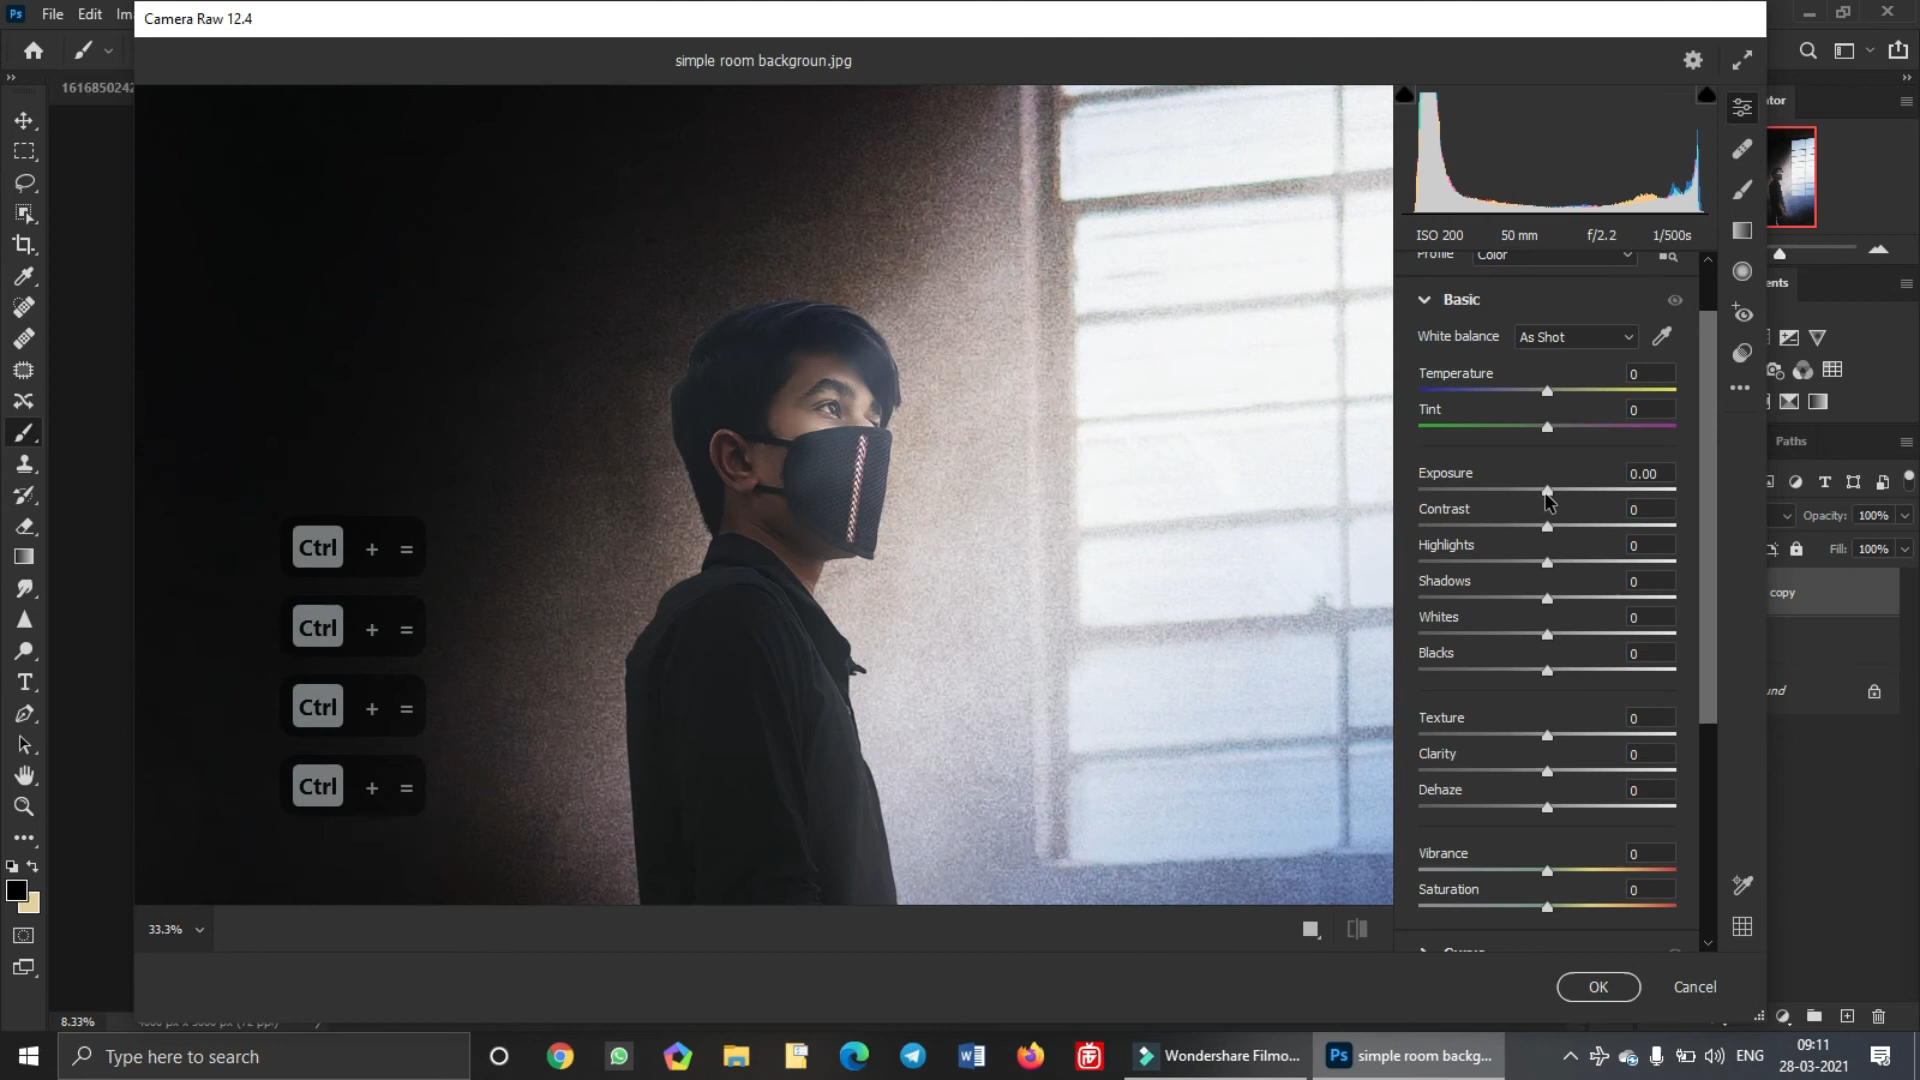 Ps File Edit Im
Camera Raw 12.4
simple room backgroun.jpg
1616850242
ISO 200 50 mm f/2.2 1/500s
Profile Color
Basic
White balance As Shot
Temperature 0
Tint 0
Exposure 0.00
Contrast 0
Highlights 0
Shadows 0
Whites 0
Blacks 0
Texture 0
Clarity 0
Dehaze 0
Vibrance 0
Saturation 0
Ctrl + =
Ctrl + =
Ctrl + =
Ctrl + =
33.3%
OK Cancel
tor
ents
Paths
Opacity: 100%
Fill: 100%
copy
und
8.33%
Type here to search
Wondershare Filmo...
Ps simple room backg...
ENG
09:11
28-03-2021